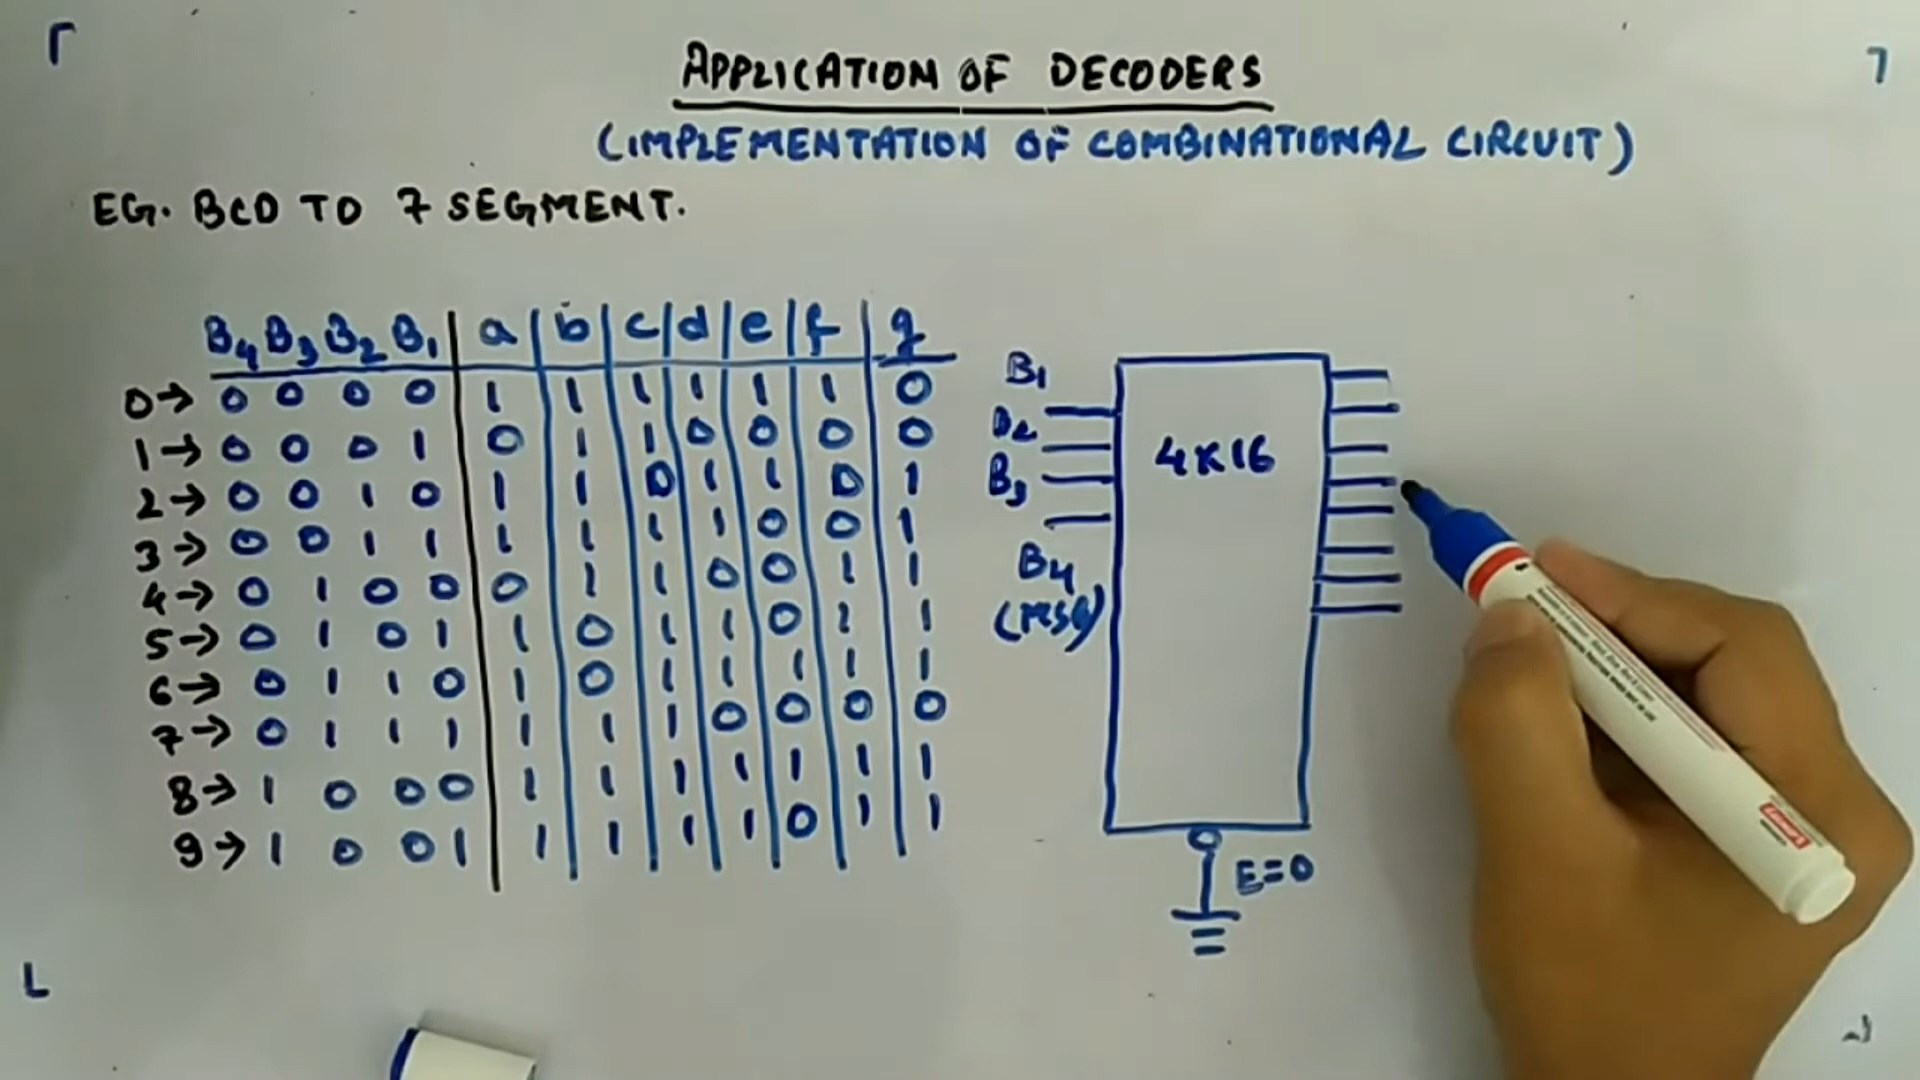 APPLICATION OF DECODERS
(IMPLEMENTATION OF COMBINATIONAL CIRCUIT)
EG. BCD TO 7 SEGMENT.
B4 B3 B2 B1 a b c d e f g
0→ 0 0 0 0 1 1 1 1 1 1 0
1→ 0 0 0 1 0 1 1 0 0 0 0
2→ 0 0 1 0 1 1 0 1 1 0 1
3→ 0 0 1 1 1 1 1 1 0 0 1
4→ 0 1 0 0 0 1 1 0 0 1 1
5→ 0 1 0 1 1 0 1 1 0 1 1
6→ 0 1 1 0 1 0 1 1 1 1 1
7→ 0 1 1 1 1 1 1 0 0 0 0
8→ 1 0 0 0 1 1 1 1 1 1 1
9→ 1 0 0 1 1 1 1 1 0 1 1
B1
B2
B3
B4
(MSB)
4X16
E=0